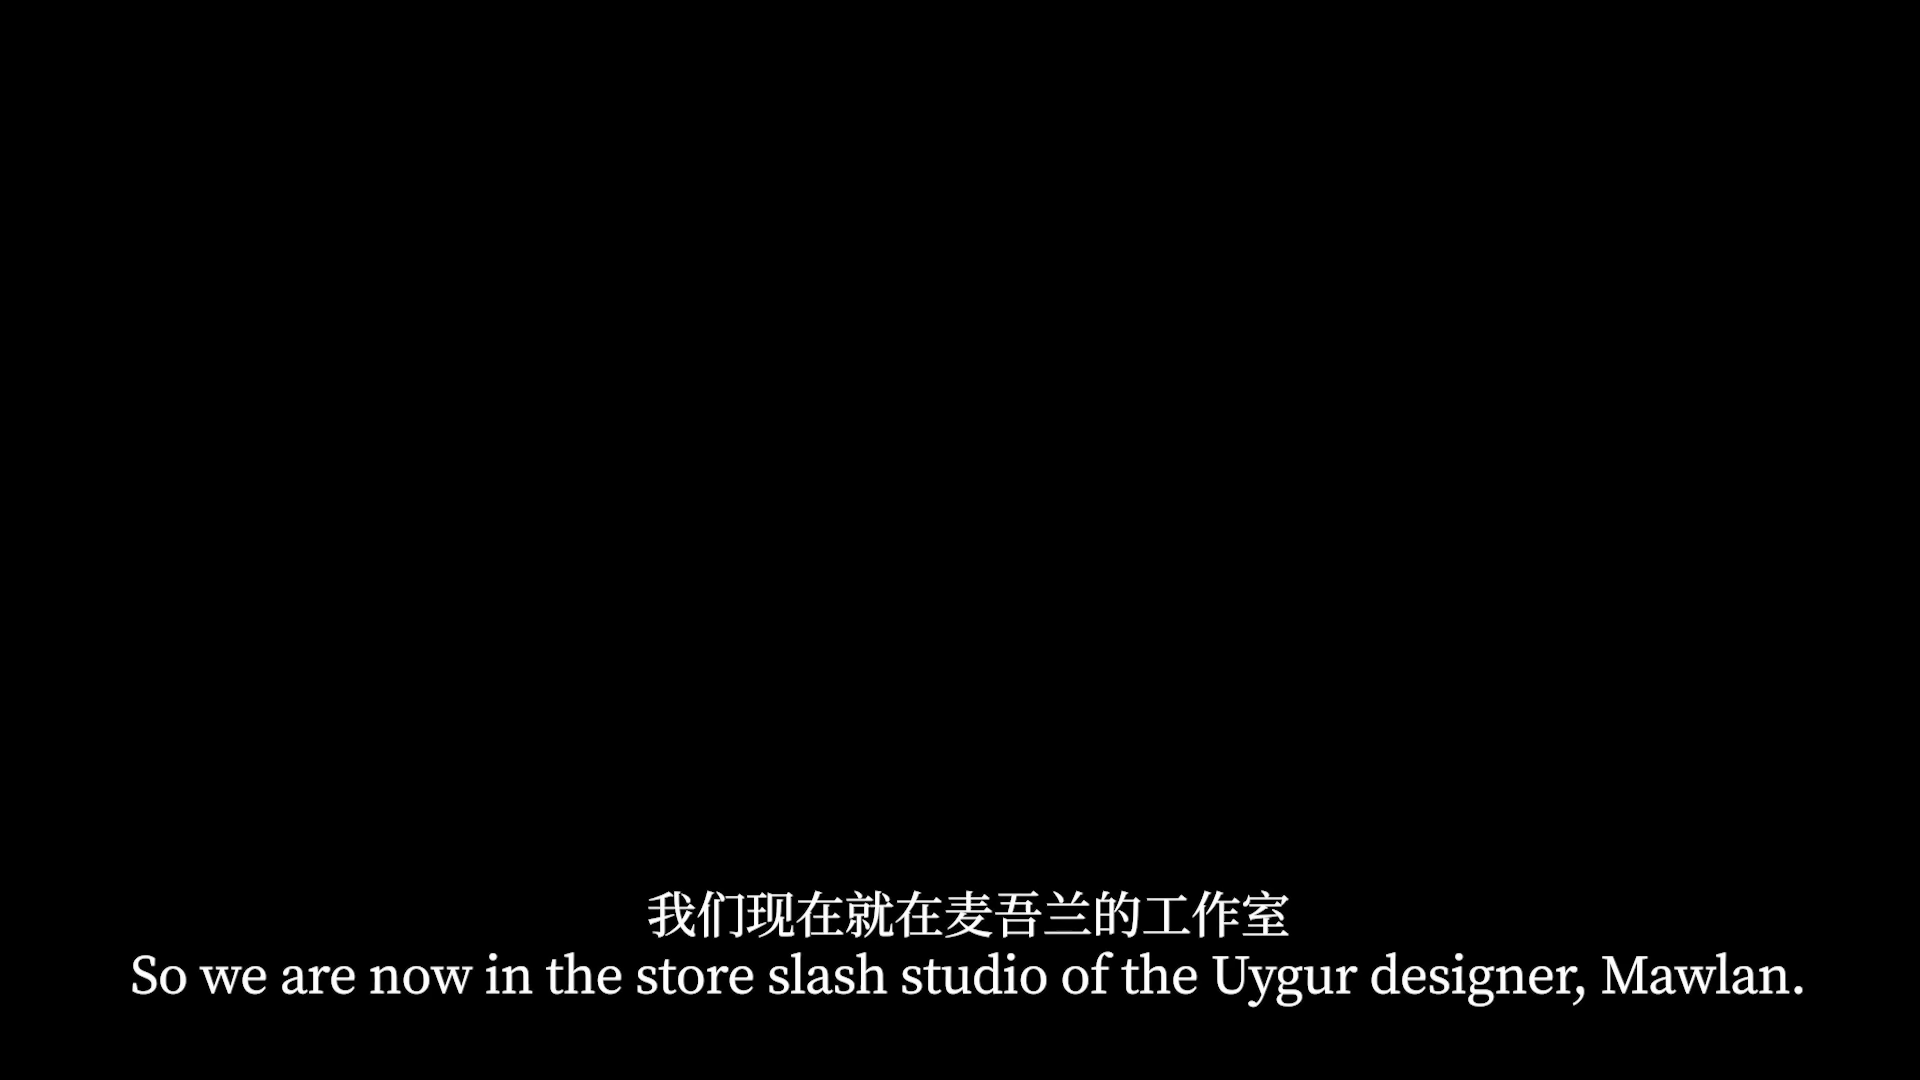 我们现在就在麦吾兰的工作室
So we are now in the store slash studio of the Uygur designer, Mawlan.